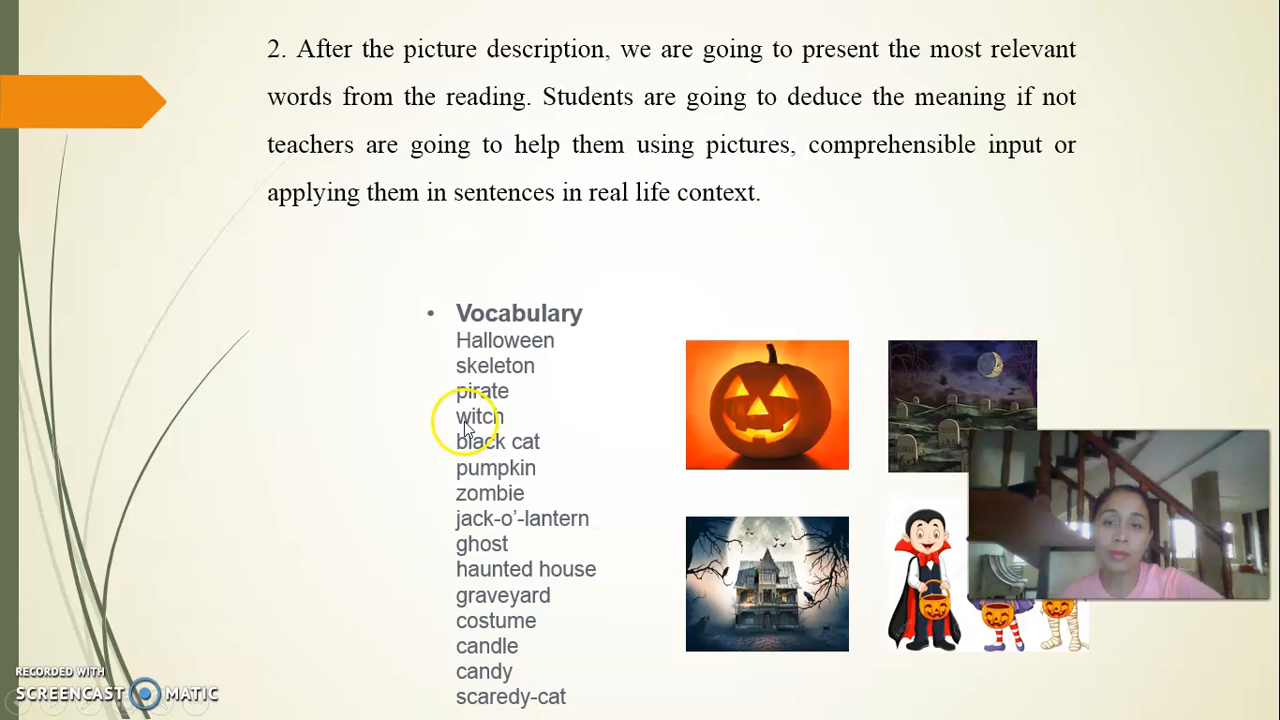 2. After the picture description, we are going to present the most relevant
words from the reading. Students are going to deduce the meaning if not
teachers are going to help them using pictures, comprehensible input or
applying them in sentences in real life context.
• Vocabulary
Halloween
skeleton
pirate
witch
black cat
pumpkin
zombie
jack-o'-lantern
ghost
haunted house
graveyard
costume
candle
candy
scaredy-cat
RECORDED WITH
SCREENCAST MATIC